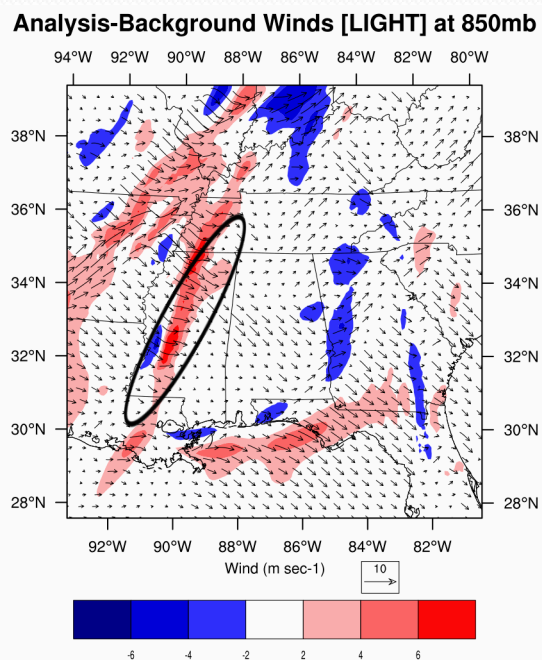 Analysis-Background Winds [LIGHT] at 850mb
94°W 92°W 90°W 88°W 86°W 84°W 82°W 80°W
38°N 38°N
36°N 36°N
34°N 34°N
32°N 32°N
30°N 30°N
28°N 28°N
92°W 90°W 88°W 86°W 84°W 82°W
Wind (m sec-1)
10
-6 -4 -2 2 4 6